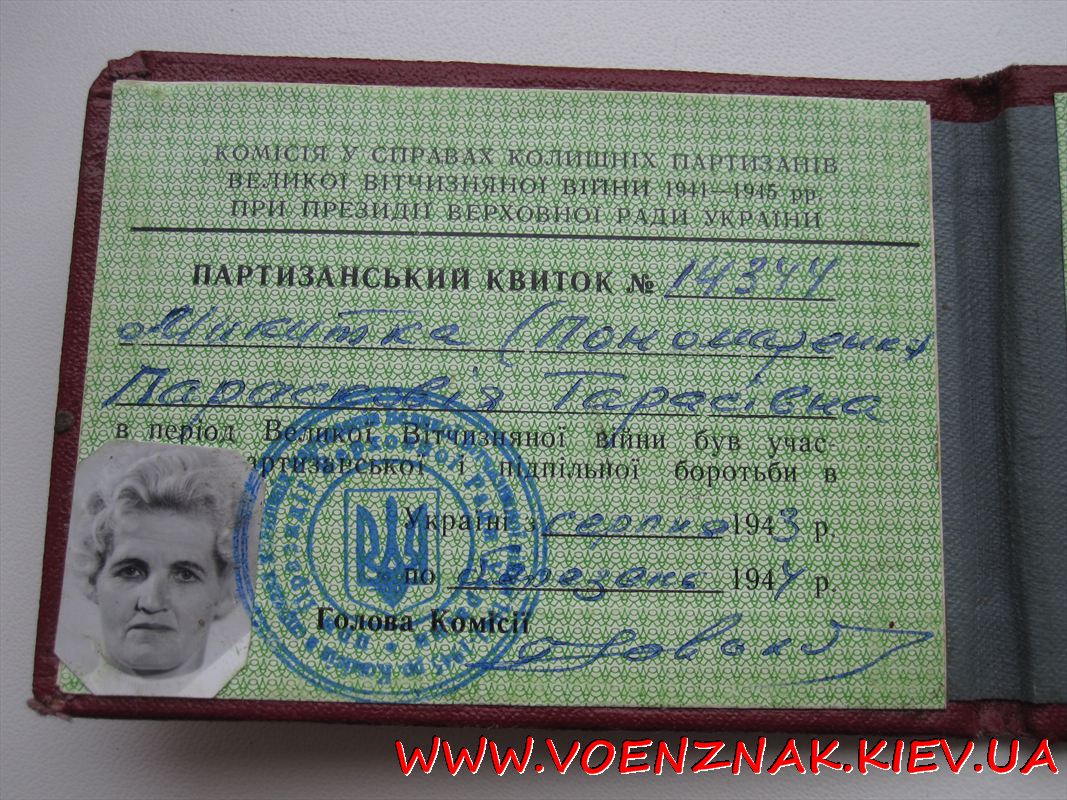 КОМІСІЯ У СПРАВАХ КОЛИШНІХ ПАРТИЗАНІВ
ВЕЛИКОЇ ВІТЧИЗНЯНОЇ ВІЙНИ 1941—1945 рр.
ПРИ ПРЕЗИДІЇ ВЕРХОВНОЇ РАДИ УКРАЇНИ
ПАРТИЗАНСЬКИЙ КВИТОК № 14344
Микитка (Пономаренко
Парасковія Тарасівна
в період Великої Вітчизняної війни був учас-
партизанської і підпільної боротьби в
Україні з серпня 1943 р.
по березень 1944 р.
Голова Комісії
WWW.VOENZNAK.KIEV.UA